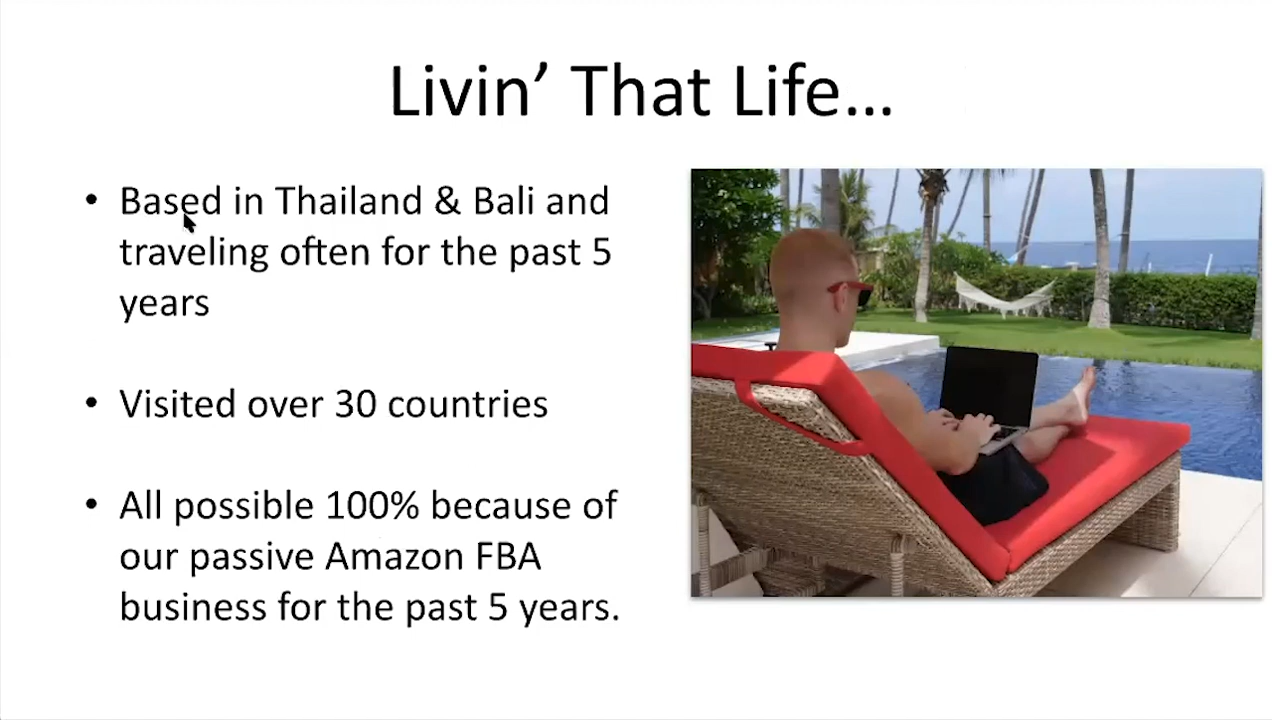 Livin’ That Life…
• Based in Thailand & Bali and
traveling often for the past 5
years
• Visited over 30 countries
• All possible 100% because of
our passive Amazon FBA
business for the past 5 years.